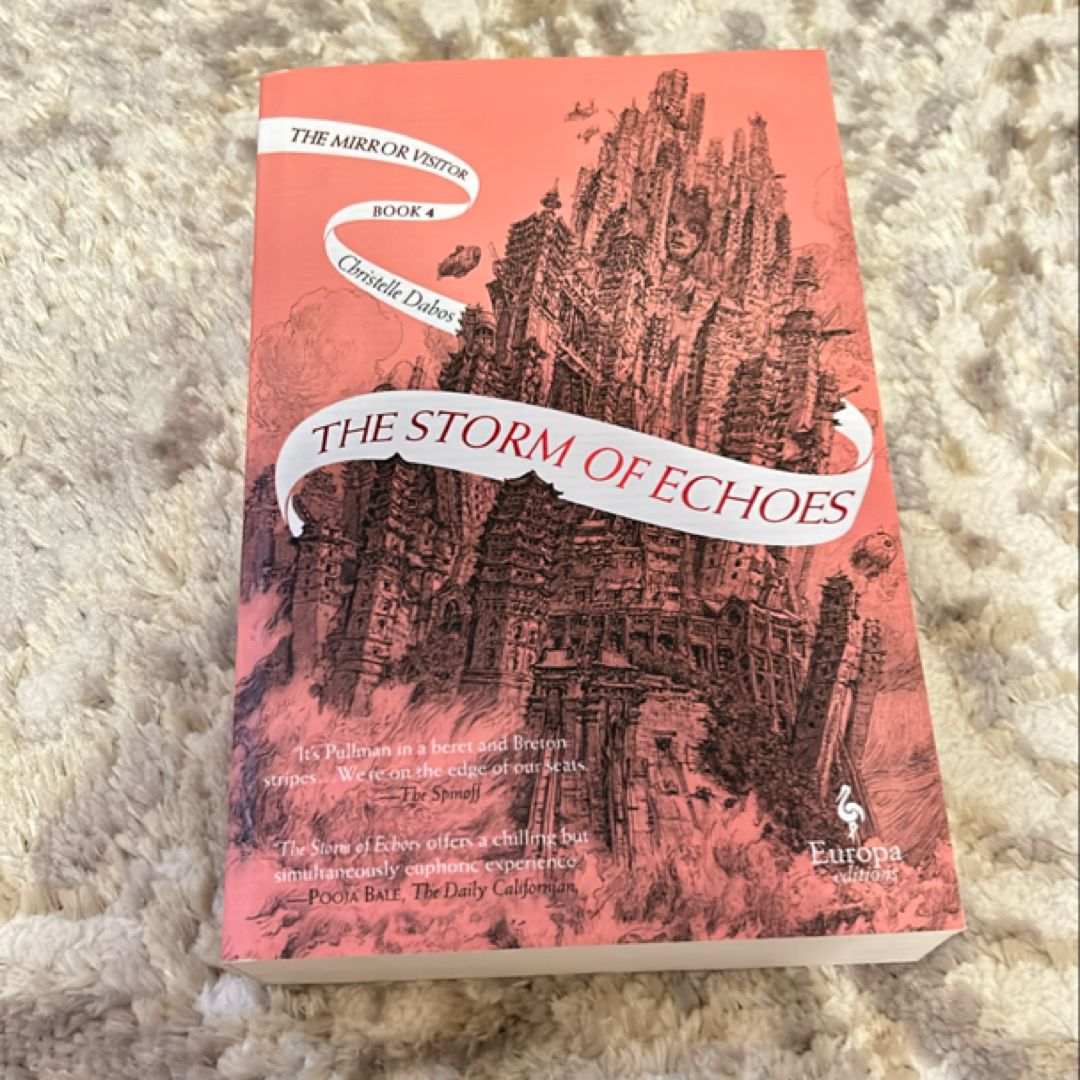 THE MIRROR VISITOR
BOOK 4
Christelle Dabos
THE STORM OF ECHOES
"It's Pullman in a beret and Breton
stripes... We're on the edge of our seats.
—The Spinoff
"The Storm of Echoes offers a chilling but
simultaneously euphoric experience.
—POOJA BALE, The Daily Californian,
Europa
editions